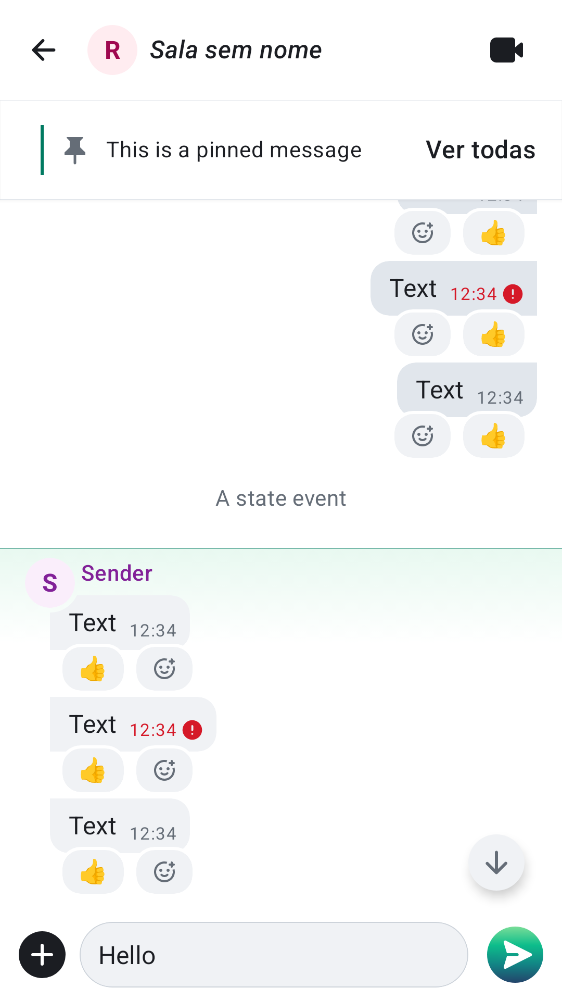 R Sala sem nome
This is a pinned message Ver todas
Text 12:34
Text 12:34
A state event
S Sender
Text 12:34
Text 12:34
Text 12:34
Hello